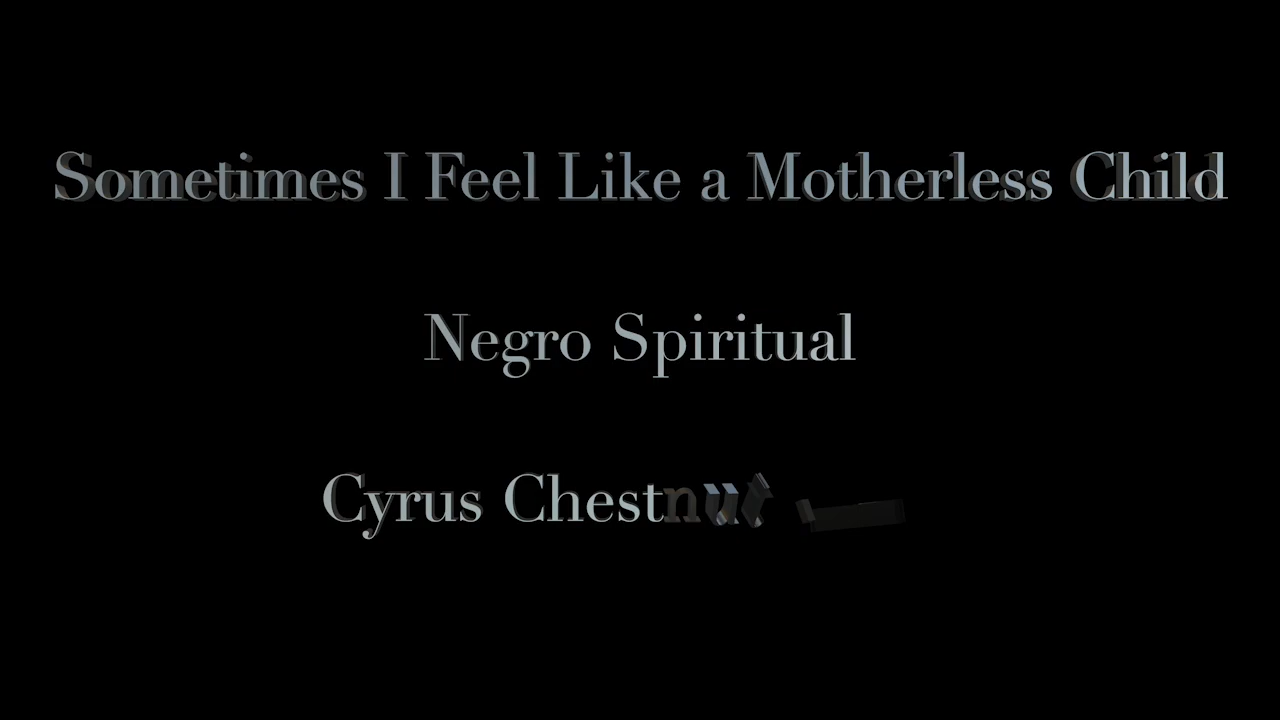 Sometimes I Feel Like a Motherless Child
Negro Spiritual
Cyrus Chestnut